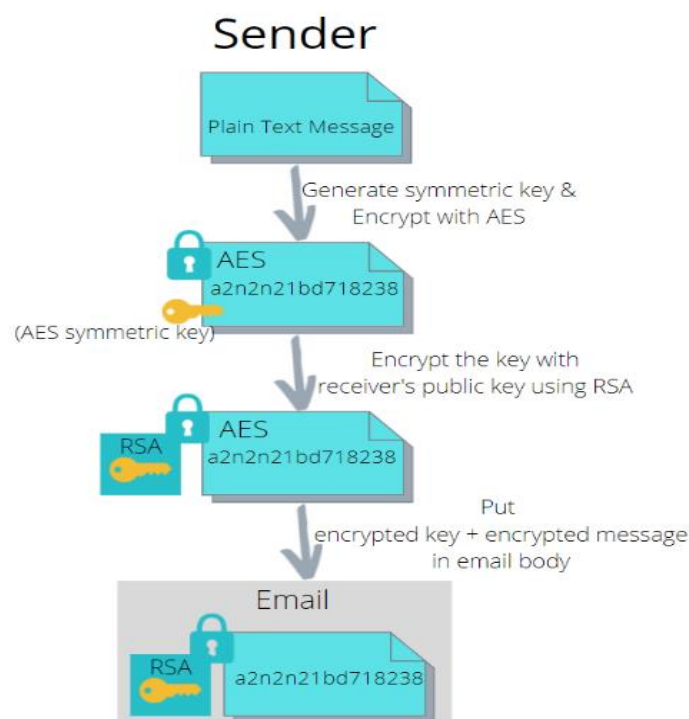 Sender
Plain Text Message
Generate symmetric key &
Encrypt with AES
AES
a2n2n21bd718238
(AES symmetric key)
Encrypt the key with
receiver's public key using RSA
RSA
AES
a2n2n21bd718238
Put
encrypted key + encrypted message
in email body
Email
RSA
a2n2n21bd718238